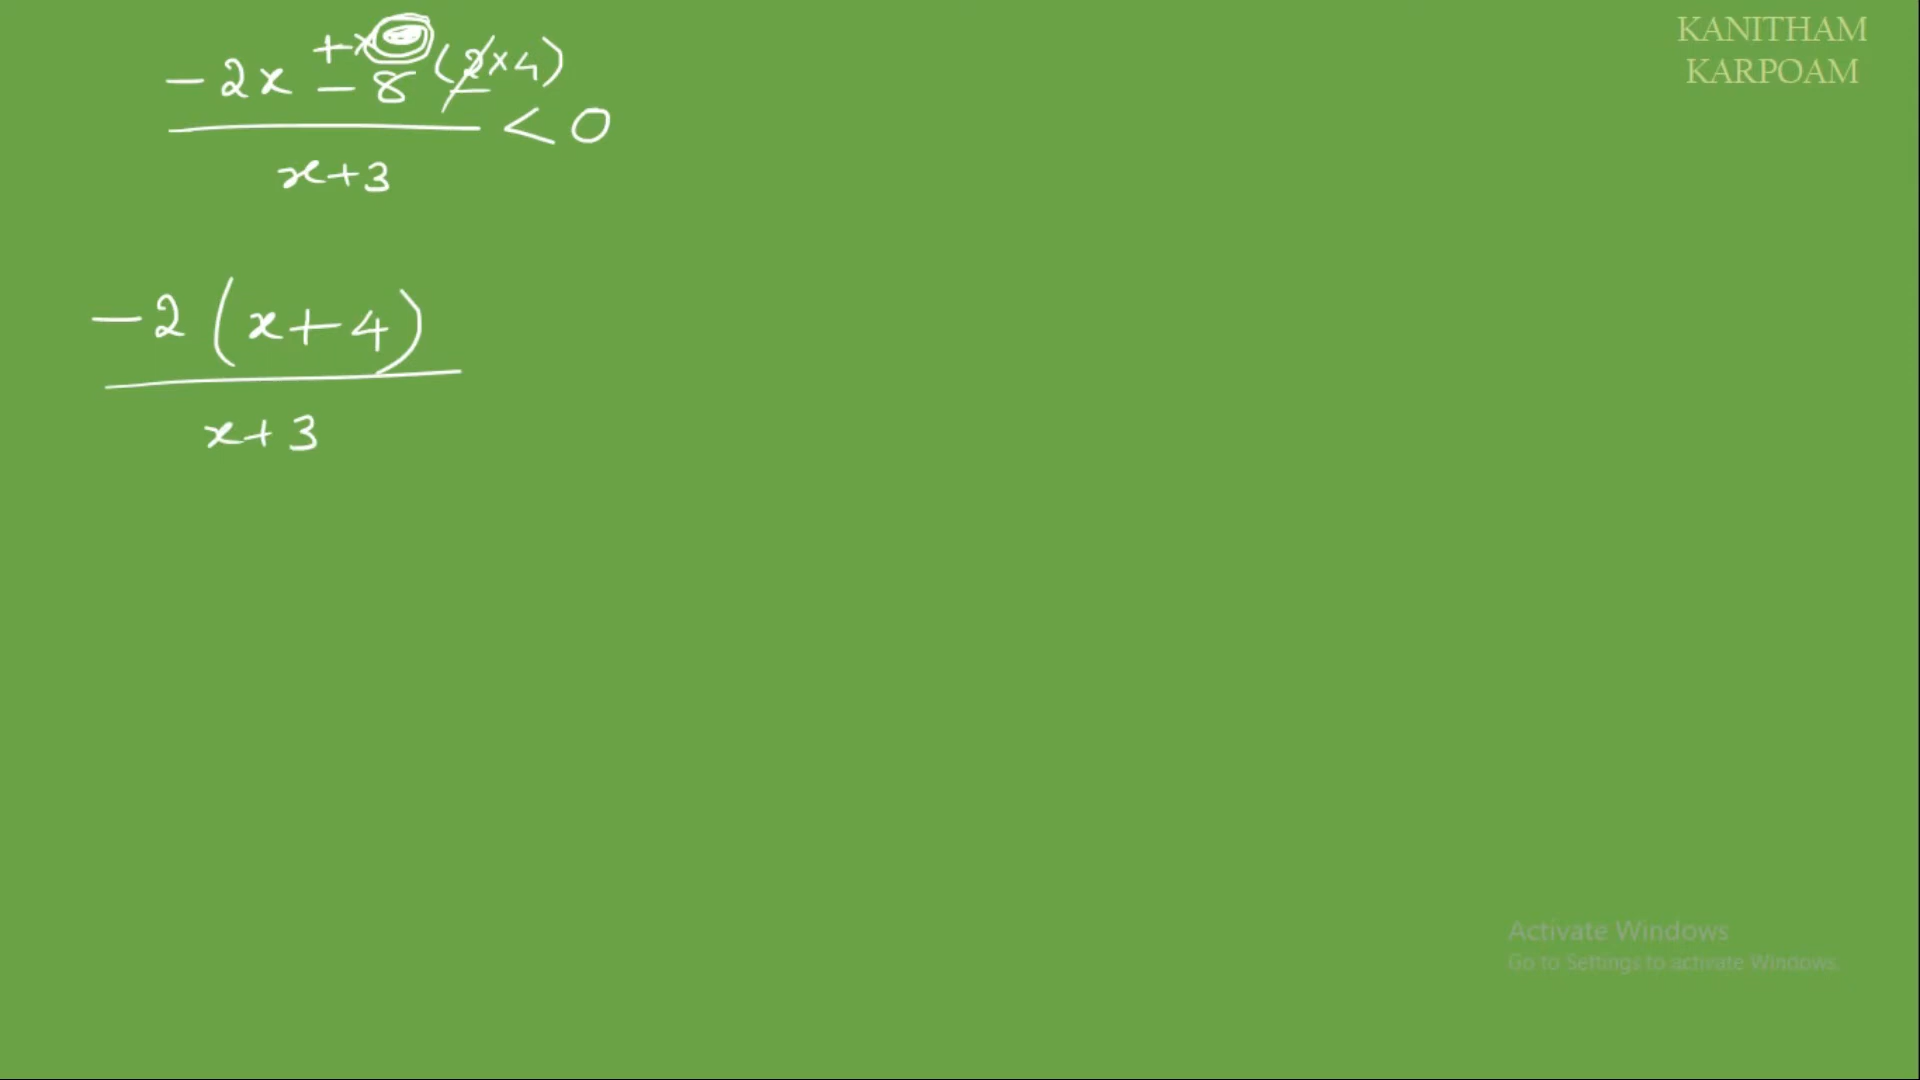 KANITHAM
KARPOAM
+ ×
-2x - 8 (2×4)
< 0
x+3
-2 (x+4)
x+3
Activate Windows
Go to Settings to activate Windows.